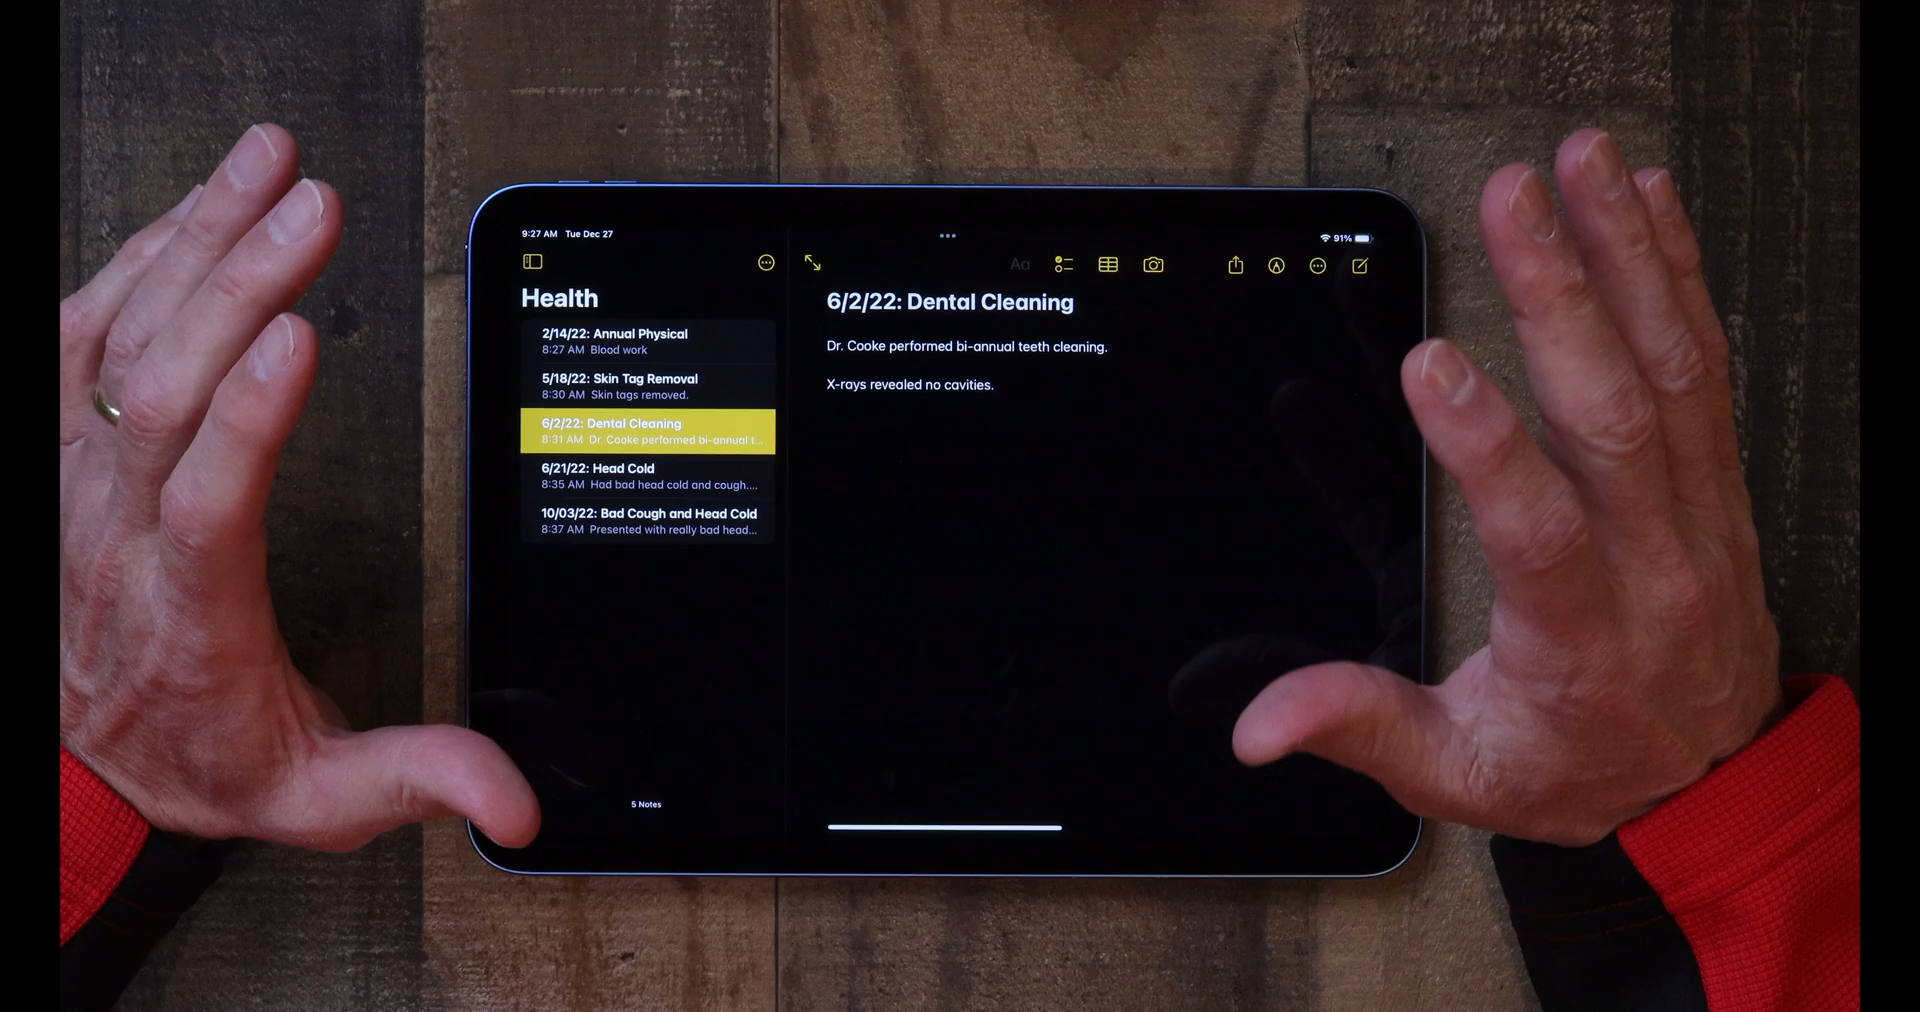 9:27 AM Tue Dec 27
91%
Health
2/14/22: Annual Physical
8:27 AM Blood work
5/18/22: Skin Tag Removal
8:30 AM Skin tags removed.
6/2/22: Dental Cleaning
8:31 AM Dr. Cooke performed bi-annual t...
6/21/22: Head Cold
8:35 AM Had bad head cold and cough....
10/03/22: Bad Cough and Head Cold
8:37 AM Presented with really bad head...
5 Notes
Aa
6/2/22: Dental Cleaning
Dr. Cooke performed bi-annual teeth cleaning.
X-rays revealed no cavities.